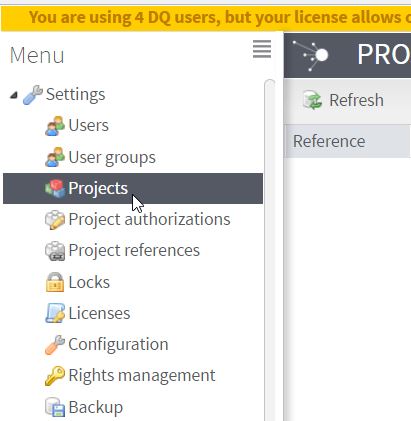 You are using 4 DQ users, but your license allows
Menu
PRO
Settings
Refresh
Users
Reference
User groups
Projects
Project authorizations
Project references
Locks
Licenses
Configuration
Rights management
Backup